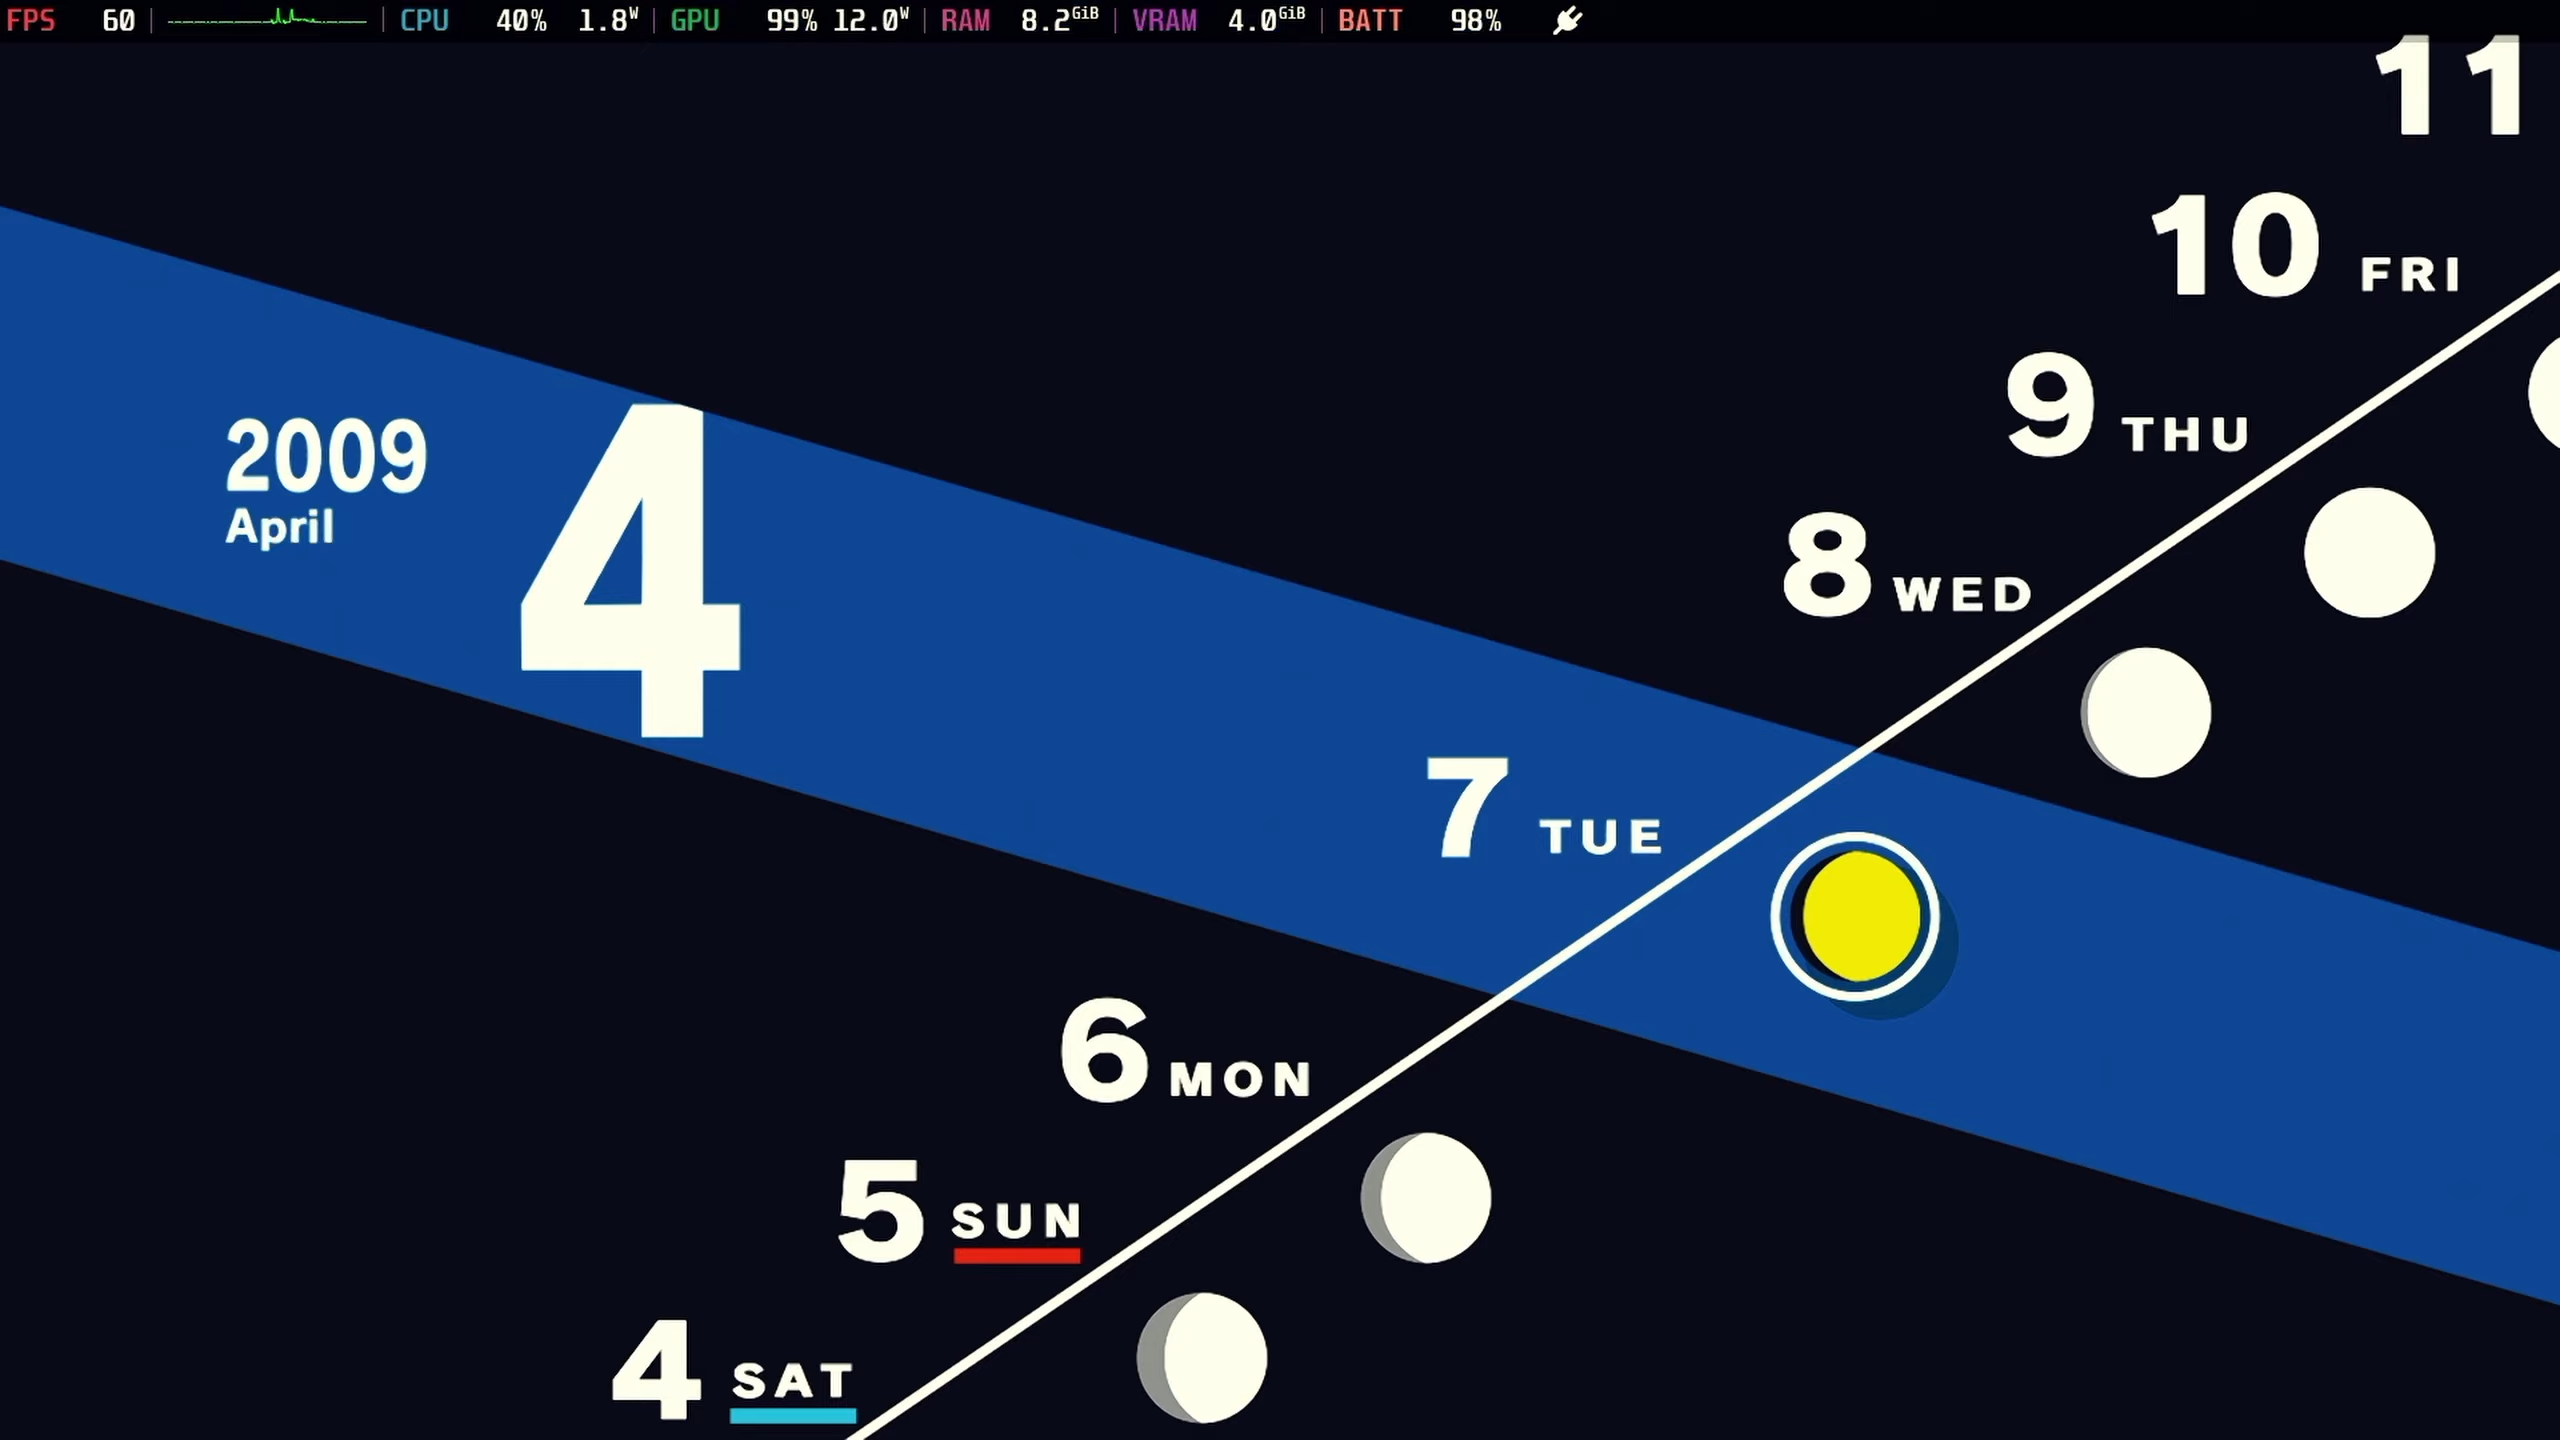 FPS 60 CPU 40% 1.8W GPU 99% 12.0W RAM 8.2GiB VRAM 4.0GiB BATT 98%
11
10 FRI
9 THU
8 WED
2009
April
4
7 TUE
6 MON
5 SUN
4 SAT